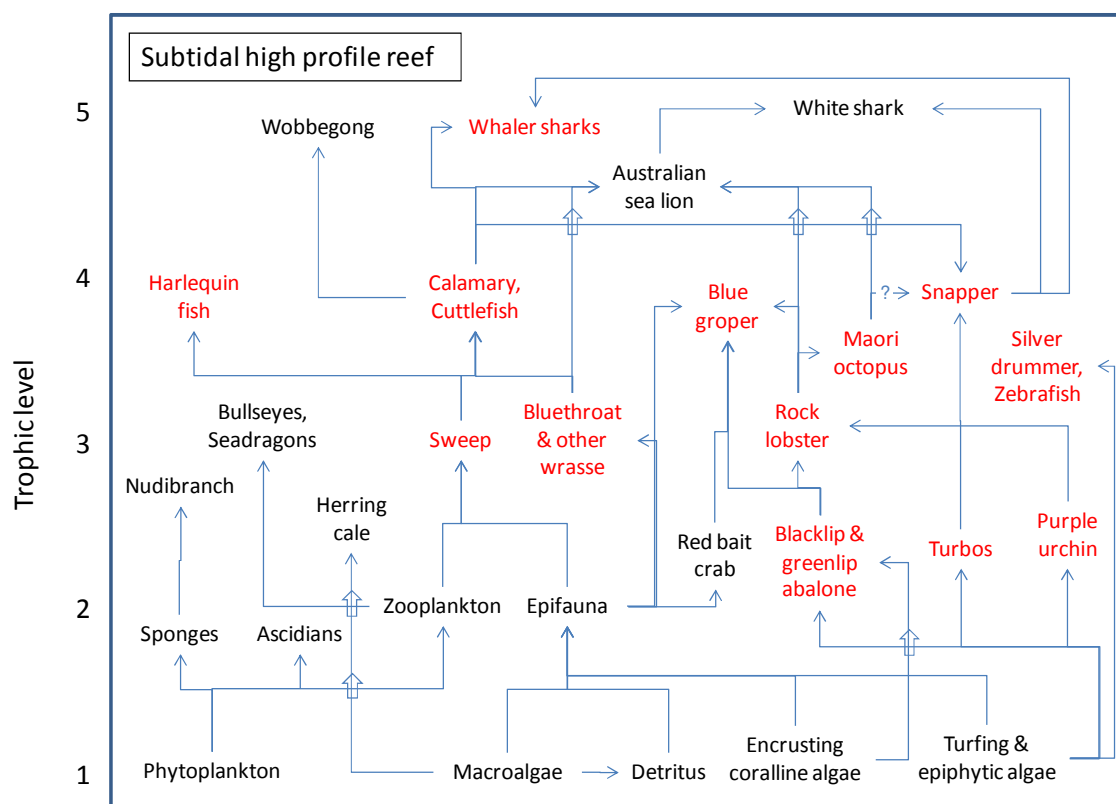 Subtidal high profile reef
Trophic level
5
4
3
2
1
Wobbegong
Whaler sharks
White shark
Australian
sea lion
Harlequin
fish
Calamary,
Cuttlefish
Blue
groper
?
Snapper
Maori
octopus
Silver
drummer,
Zebrafish
Bullseyes,
Seadragons
Sweep
Bluethroat
& other
wrasse
Rock
lobster
Nudibranch
Herring
cale
Red bait
crab
Blacklip &
greenlip
abalone
Turbos
Purple
urchin
Sponges
Ascidians
Zooplankton
Epifauna
Phytoplankton
Macroalgae
Detritus
Encrusting
coralline algae
Turfing &
epiphytic algae